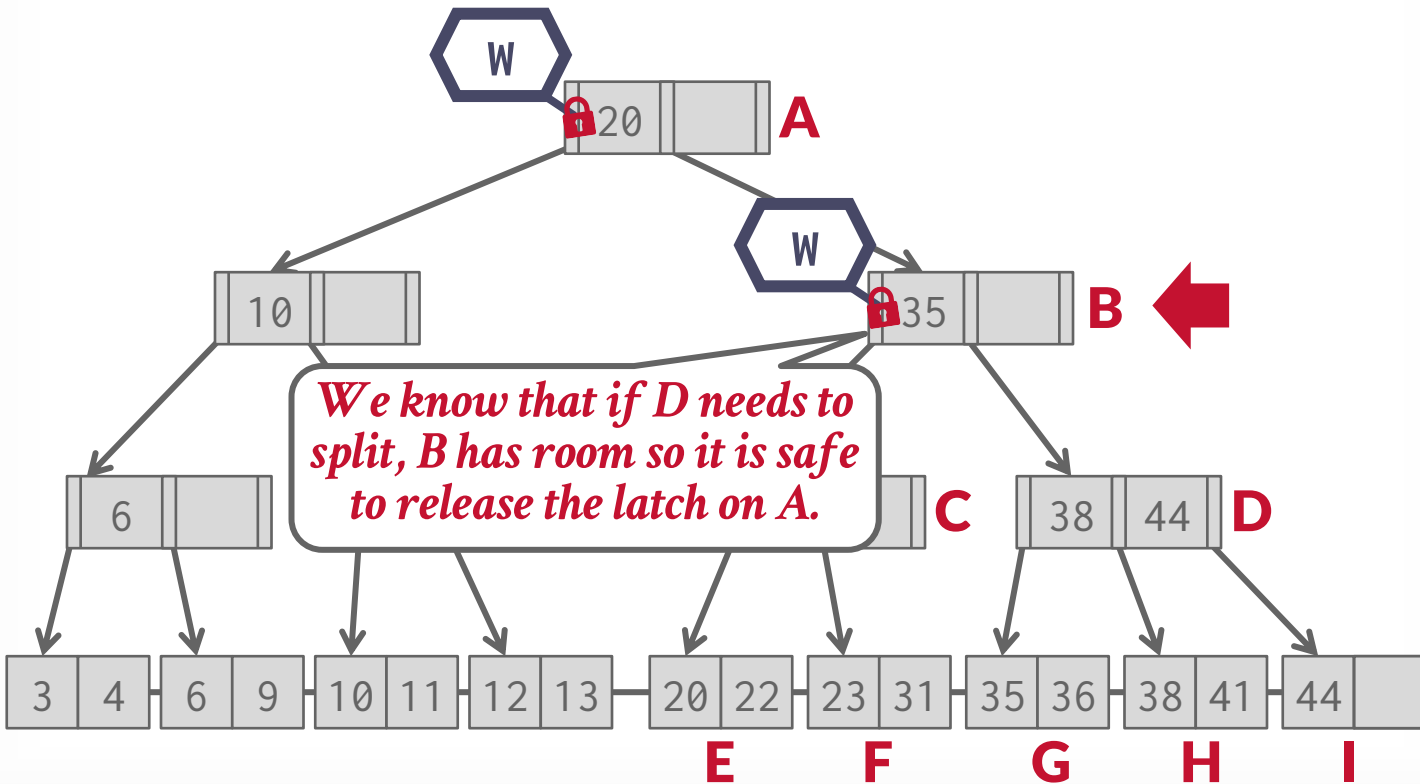 W
20 A
W
10
35 B
We know that if D needs to
split, B has room so it is safe
to release the latch on A.
6
C
38 44 D
3 4 6 9 10 11 12 13 20 22 23 31 35 36 38 41 44
E F G H I